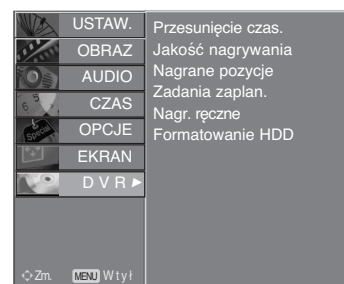 USTAW.
OBRAZ
AUDIO
CZAS
OPCJE
EKRAN
D V R
Przesunięcie czas.
Jakość nagrywania
Nagrane pozycje
Zadania zaplan.
Nagr. ręczne
Formatowanie HDD
Zm. MENU W tył